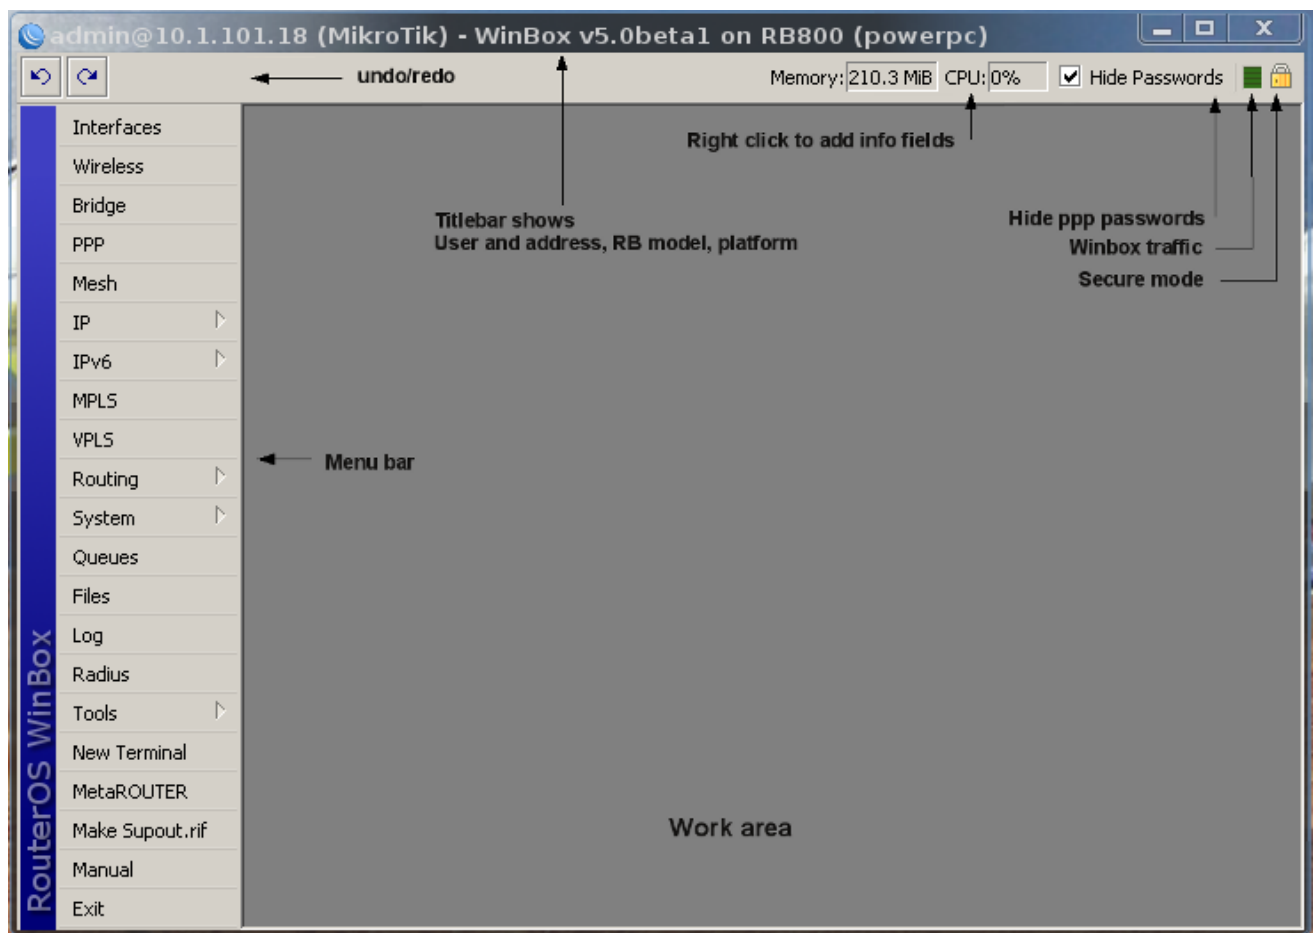 admin@10.1.101.18 (MikroTik) - WinBox v5.0beta1 on RB800 (powerpc)
undo/redo
Memory: 210.3 MiB CPU: 0% Hide Passwords
Right click to add info fields
Titlebar shows
User and address, RB model, platform
Hide ppp passwords
Winbox traffic
Secure mode
Interfaces
Wireless
Bridge
PPP
Mesh
IP
IPv6
MPLS
VPLS
Routing
System
Queues
Files
Log
Radius
Tools
New Terminal
MetaROUTER
Make Supout.rif
Manual
Exit
Menu bar
Work area
RouterOS WinBox